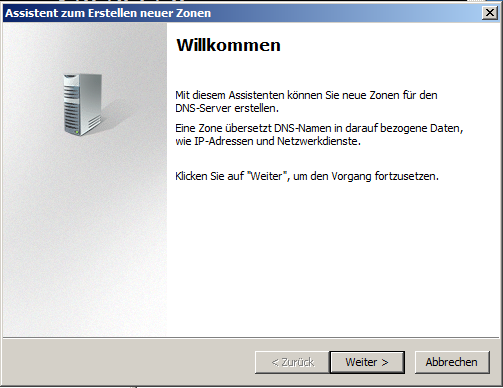 Assistent zum Erstellen neuer Zonen
Willkommen
Mit diesem Assistenten können Sie neue Zonen für den
DNS-Server erstellen.
Eine Zone übersetzt DNS-Namen in darauf bezogene Daten,
wie IP-Adressen und Netzwerkdienste.
Klicken Sie auf "Weiter", um den Vorgang fortzusetzen.
< Zurück
Weiter >
Abbrechen